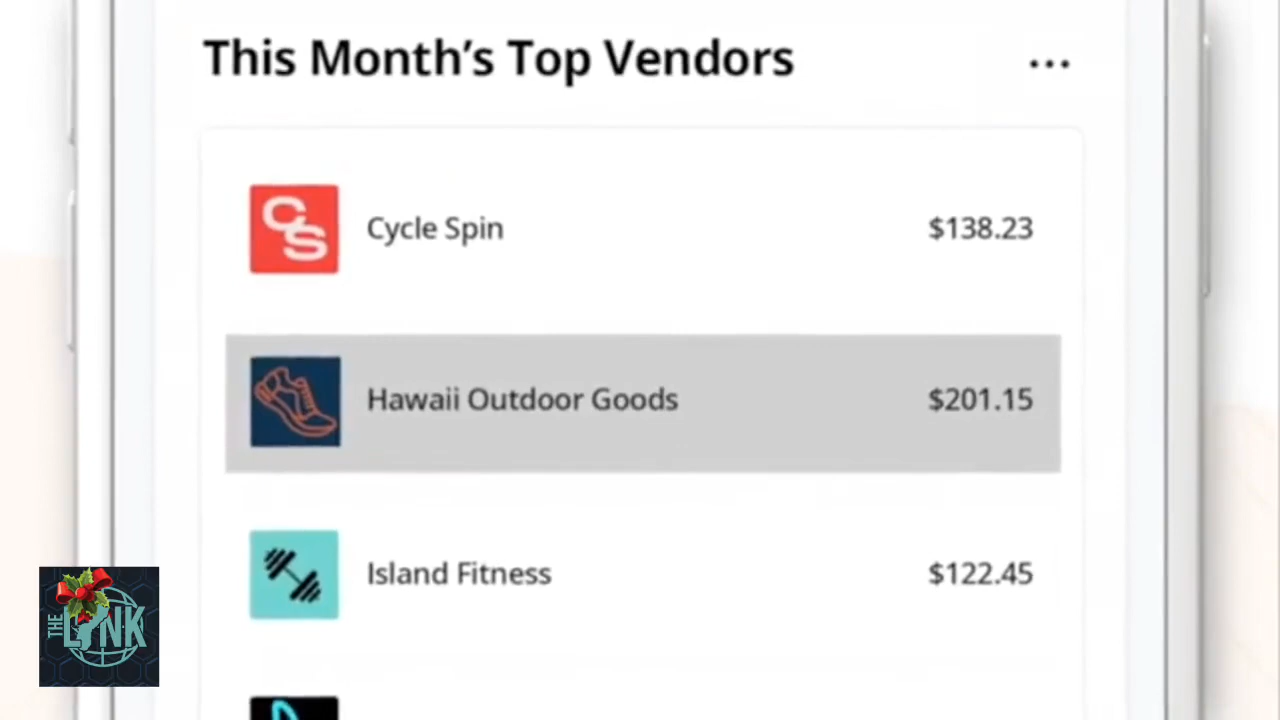 This Month's Top Vendors
...
CS
Cycle Spin
$138.23
Hawaii Outdoor Goods
$201.15
Island Fitness
$122.45
THE LYNK